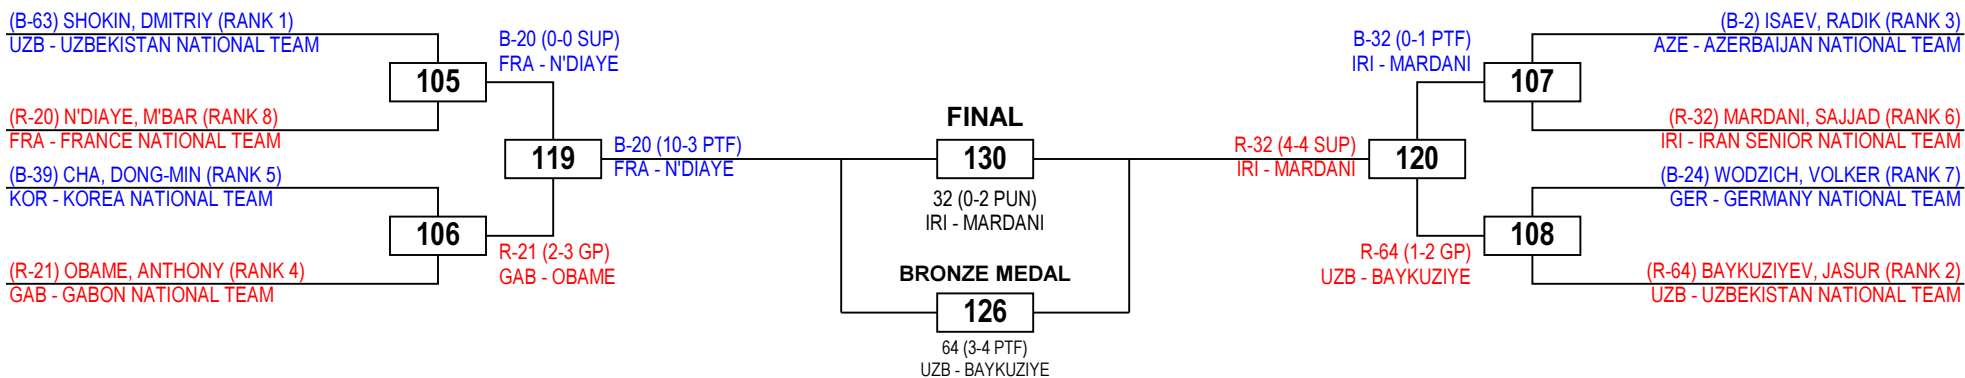 (B-63) SHOKIN, DMITRIY (RANK 1)
UZB - UZBEKISTAN NATIONAL TEAM
105
(R-20) N'DIAYE, M'BAR (RANK 8)
FRA - FRANCE NATIONAL TEAM
B-20 (0-0 SUP)
FRA - N'DIAYE
119
B-20 (10-3 PTF)
FRA - N'DIAYE
(B-39) CHA, DONG-MIN (RANK 5)
KOR - KOREA NATIONAL TEAM
106
(R-21) OBAME, ANTHONY (RANK 4)
GAB - GABON NATIONAL TEAM
R-21 (2-3 GP)
GAB - OBAME
FINAL
130
32 (0-2 PUN)
IRI - MARDANI
BRONZE MEDAL
126
64 (3-4 PTF)
UZB - BAYKUZIYE
B-32 (0-1 PTF)
IRI - MARDANI
R-32 (4-4 SUP)
IRI - MARDANI
120
R-64 (1-2 GP)
UZB - BAYKUZIYE
(B-2) ISAEV, RADIK (RANK 3)
AZE - AZERBAIJAN NATIONAL TEAM
107
(R-32) MARDANI, SAJJAD (RANK 6)
IRI - IRAN SENIOR NATIONAL TEAM
(B-24) WODZICH, VOLKER (RANK 7)
GER - GERMANY NATIONAL TEAM
108
(R-64) BAYKUZIYEV, JASUR (RANK 2)
UZB - UZBEKISTAN NATIONAL TEAM